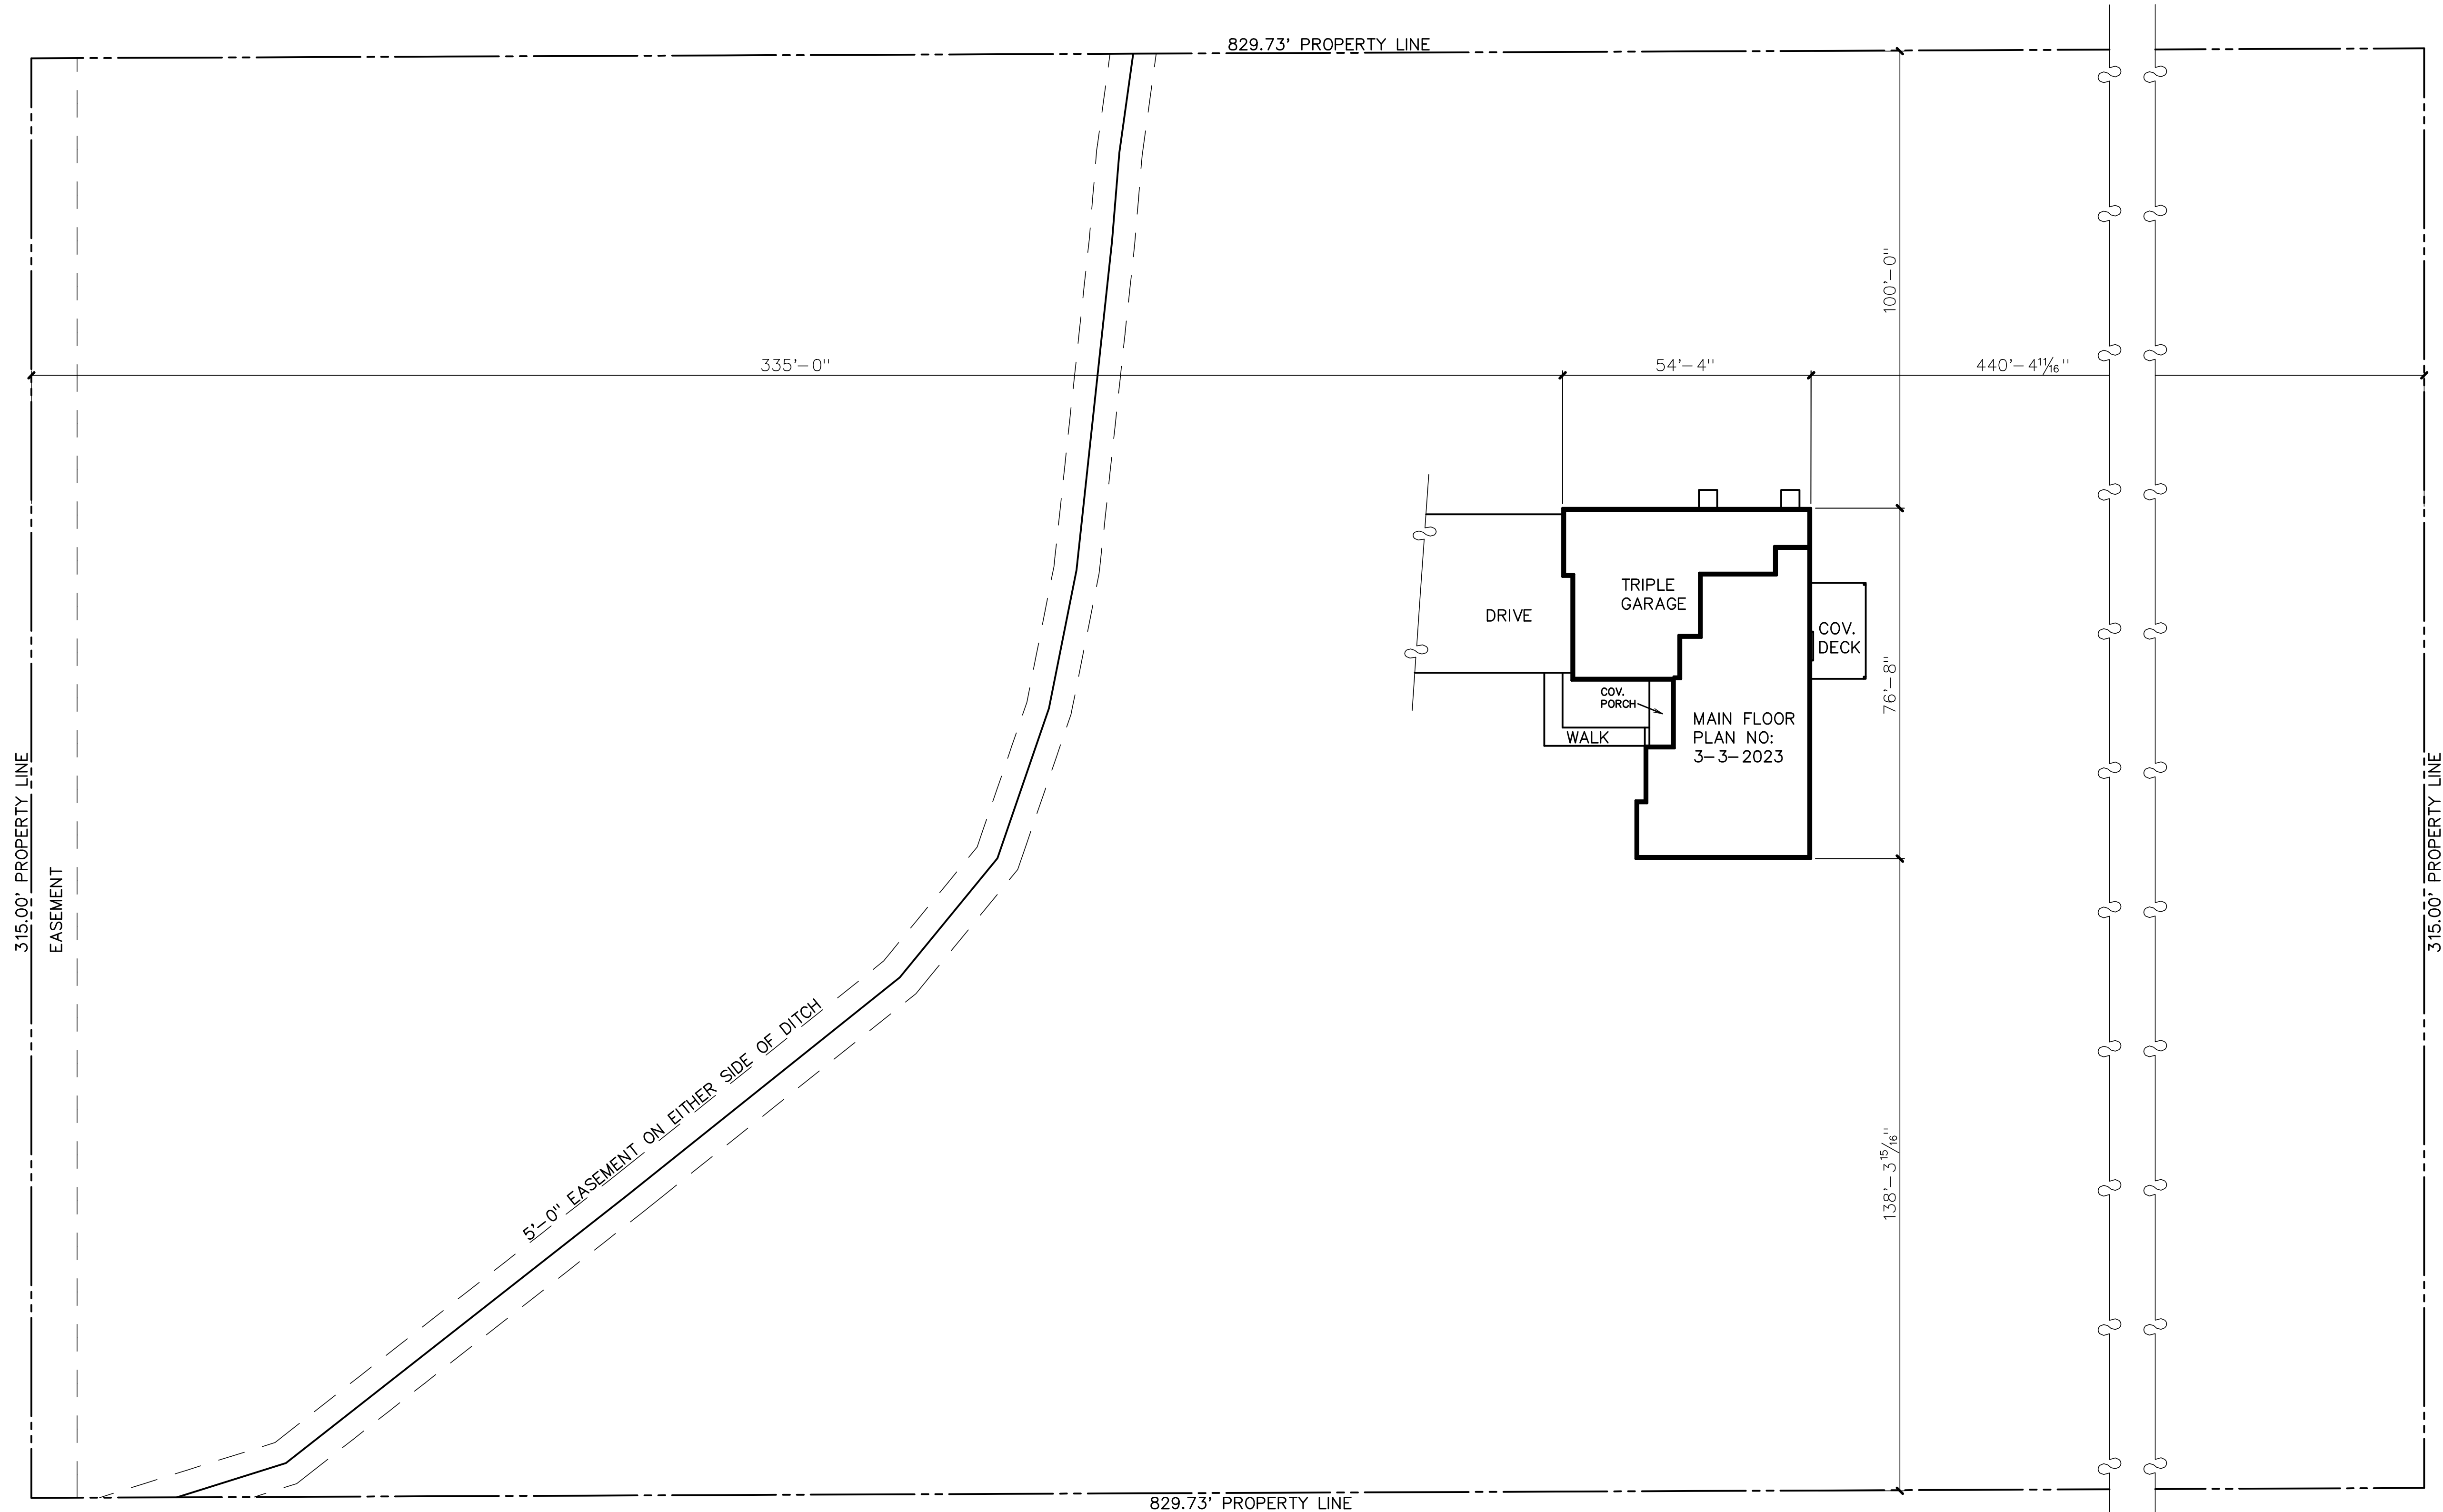 829.73' PROPERTY LINE
100'-0"
335'-0"
54'-4"
440'-4 11/16"
TRIPLE
GARAGE
DRIVE
COV.
DECK
76'-8"
COV.
PORCH
MAIN FLOOR
PLAN NO:
3-3-2023
WALK
315.00' PROPERTY LINE
EASEMENT
315.00' PROPERTY LINE
5'-0" EASEMENT ON EITHER SIDE OF DITCH
138'-3 15/16"
829.73' PROPERTY LINE